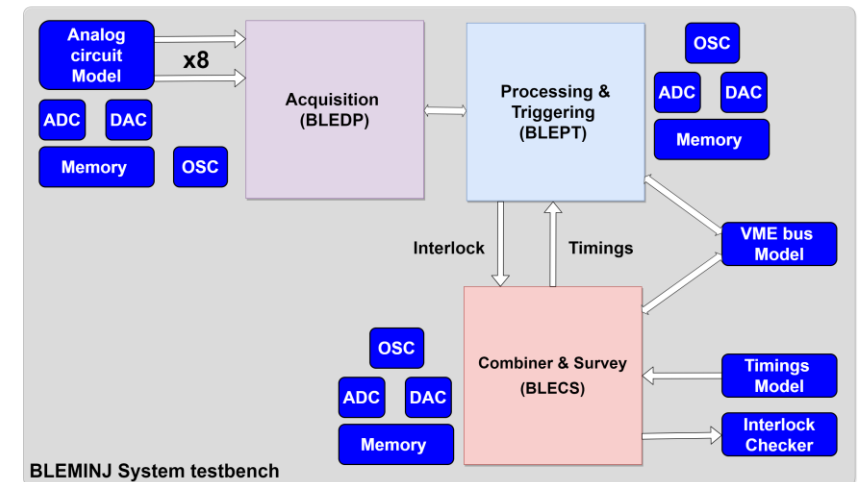 Analog
circuit
Model
x8
ADC
DAC
Memory
OSC
Acquisition
(BLEDP)
Processing &
Triggering
(BLEPT)
OSC
ADC
DAC
Memory
Interlock
Timings
VME bus
Model
OSC
ADC
DAC
Memory
Combiner & Survey
(BLECS)
Timings
Model
Interlock
Checker
BLEMINJ System testbench